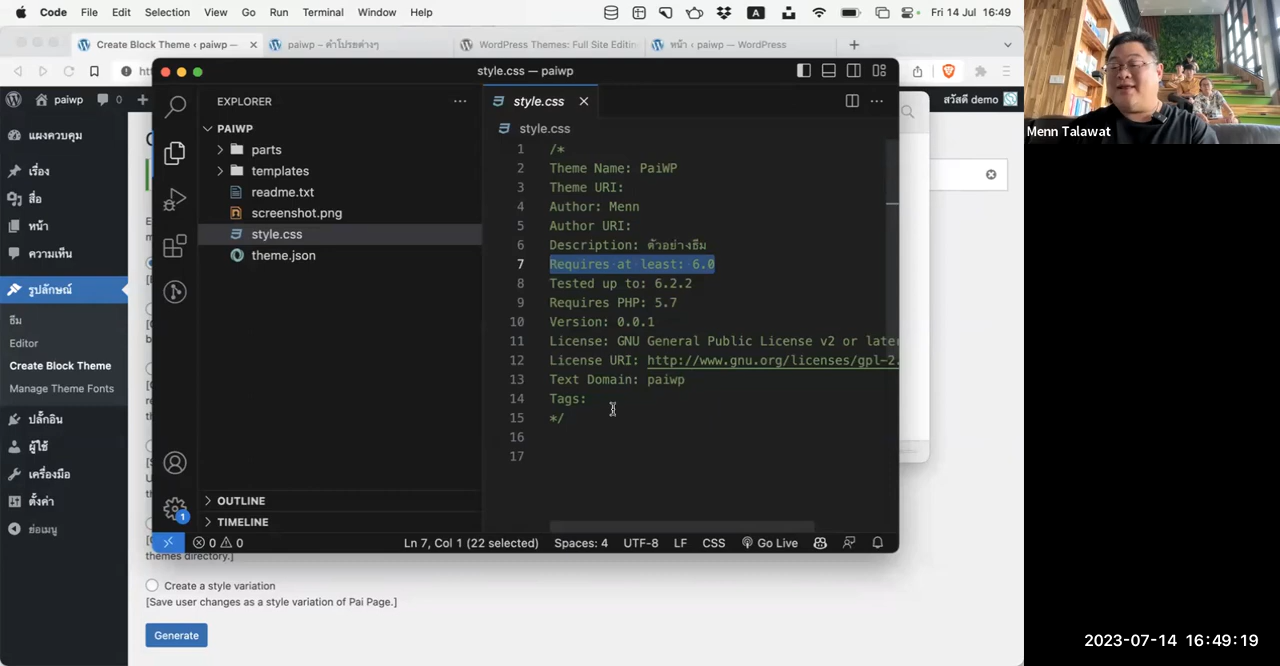 Code File Edit Selection View Go Run Terminal Window Help
A Fri 14 Jul 16:49
Create Block Theme ‹ paiwp —
paiwp – คำโปรยต่างๆ
WordPress Themes: Full Site Editin
หน้า ‹ paiwp — WordPress
style.css — paiwp
paiwp 0
สวัสดี demo
Menn Talawat
แผงควบคุม
เรื่อง
สื่อ
หน้า
ความเห็น
รูปลักษณ์
ธีม
Editor
Create Block Theme
Manage Theme Fonts
ปลั๊กอิน
ผู้ใช้
เครื่องมือ
ตั้งค่า
ย่อเมนู
EXPLORER
PAIWP
parts
templates
readme.txt
screenshot.png
style.css
theme.json
OUTLINE
TIMELINE
1
style.css
style.css
1 /*
2 Theme Name: PaiWP
3 Theme URI:
4 Author: Menn
5 Author URI:
6 Description: ตัวอย่างธีม
7 Requires at least: 6.0
8 Tested up to: 6.2.2
9 Requires PHP: 5.7
10 Version: 0.0.1
11 License: GNU General Public License v2 or later
12 License URI: http://www.gnu.org/licenses/gpl-2.
13 Text Domain: paiwp
14 Tags:
15 */
16
17
0 0 Ln 7, Col 1 (22 selected) Spaces: 4 UTF-8 LF CSS Go Live
themes directory.]
Create a style variation
[Save user changes as a style variation of Pai Page.]
Generate
2023-07-14 16:49:19